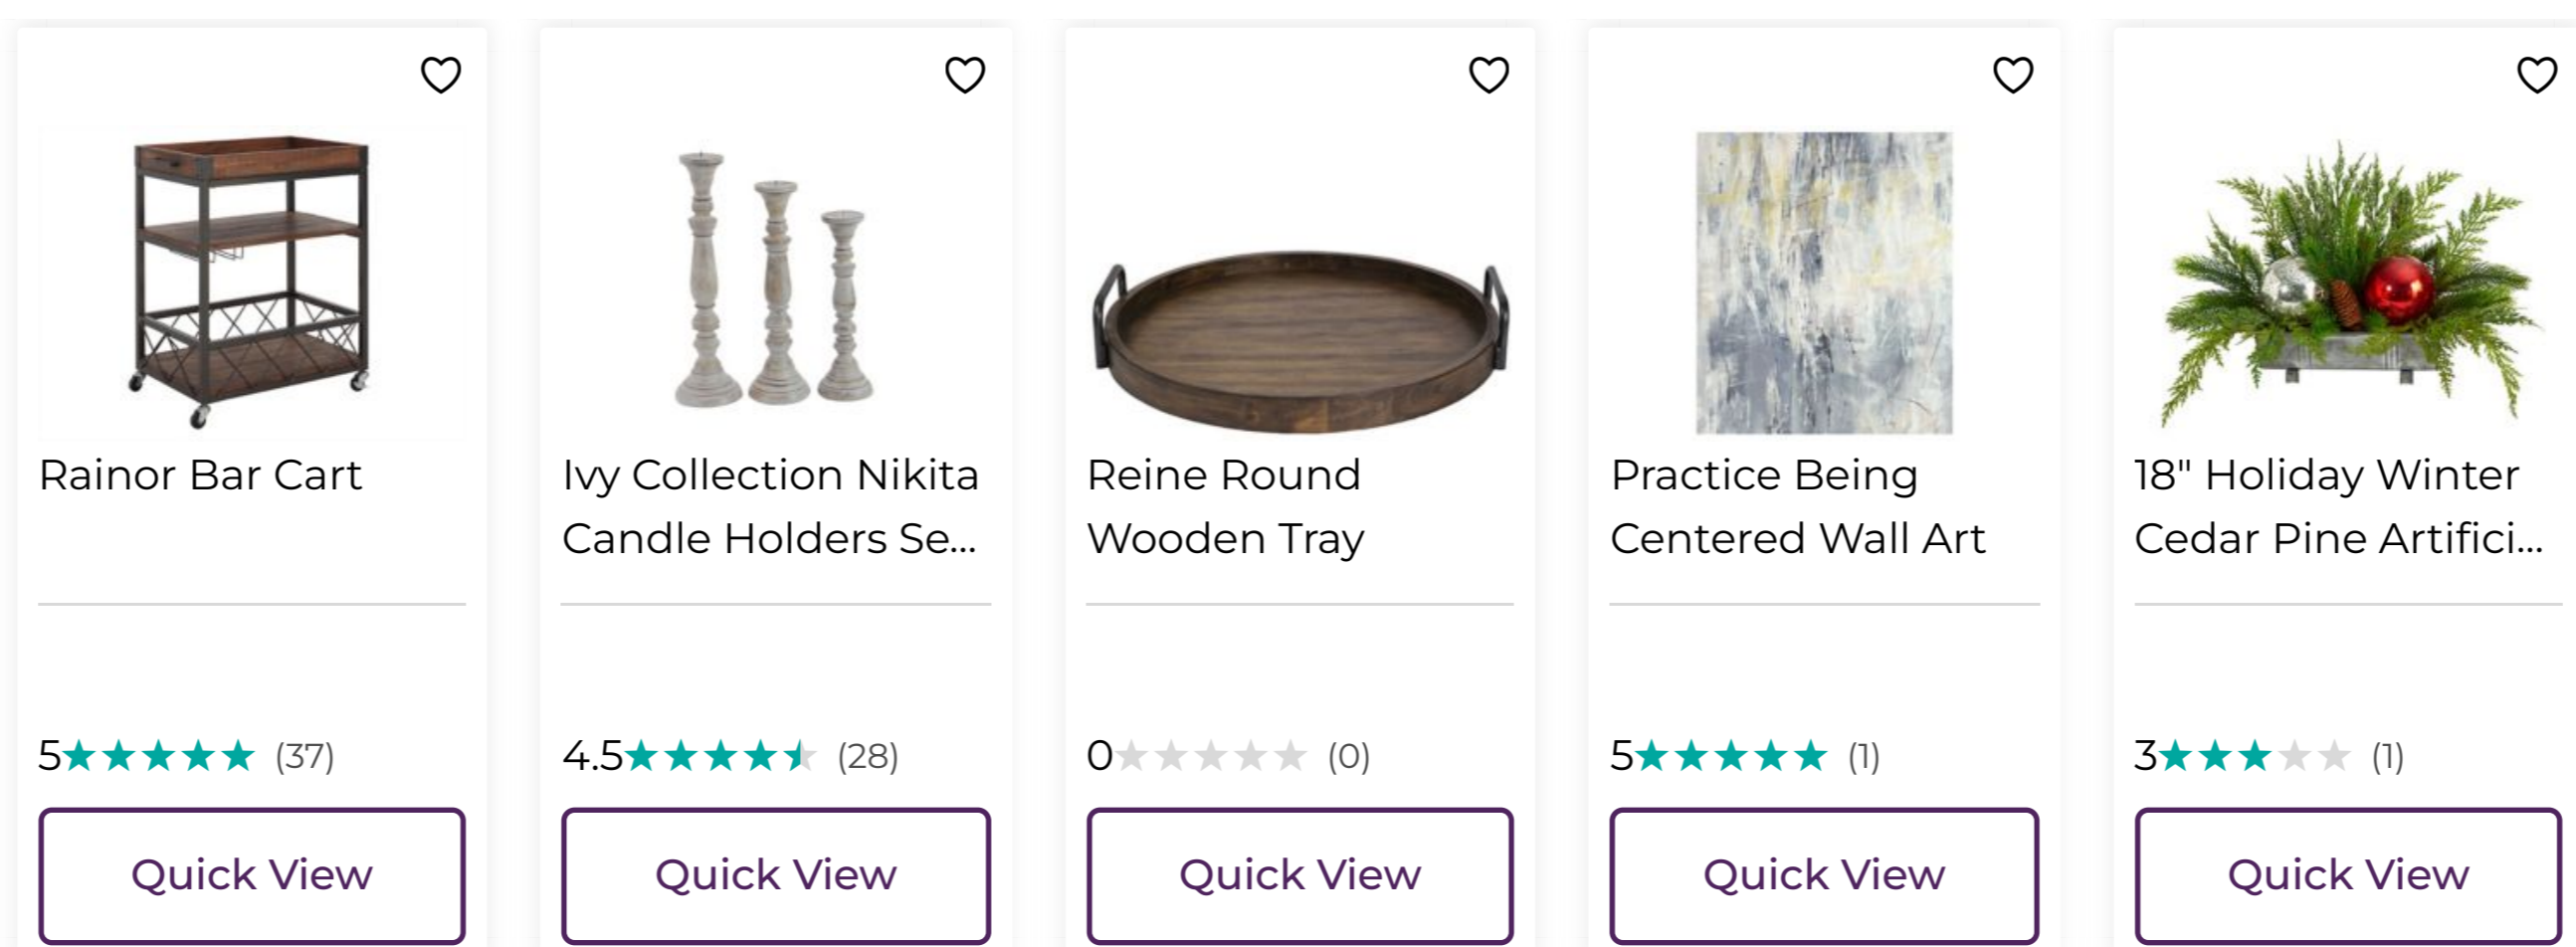 Rainor Bar Cart
Ivy Collection Nikita
Candle Holders Se...
Reine Round
Wooden Tray
Practice Being
Centered Wall Art
18" Holiday Winter
Cedar Pine Artifici...
5 (37)
4.5 (28)
0 (0)
5 (1)
3 (1)
Quick View
Quick View
Quick View
Quick View
Quick View